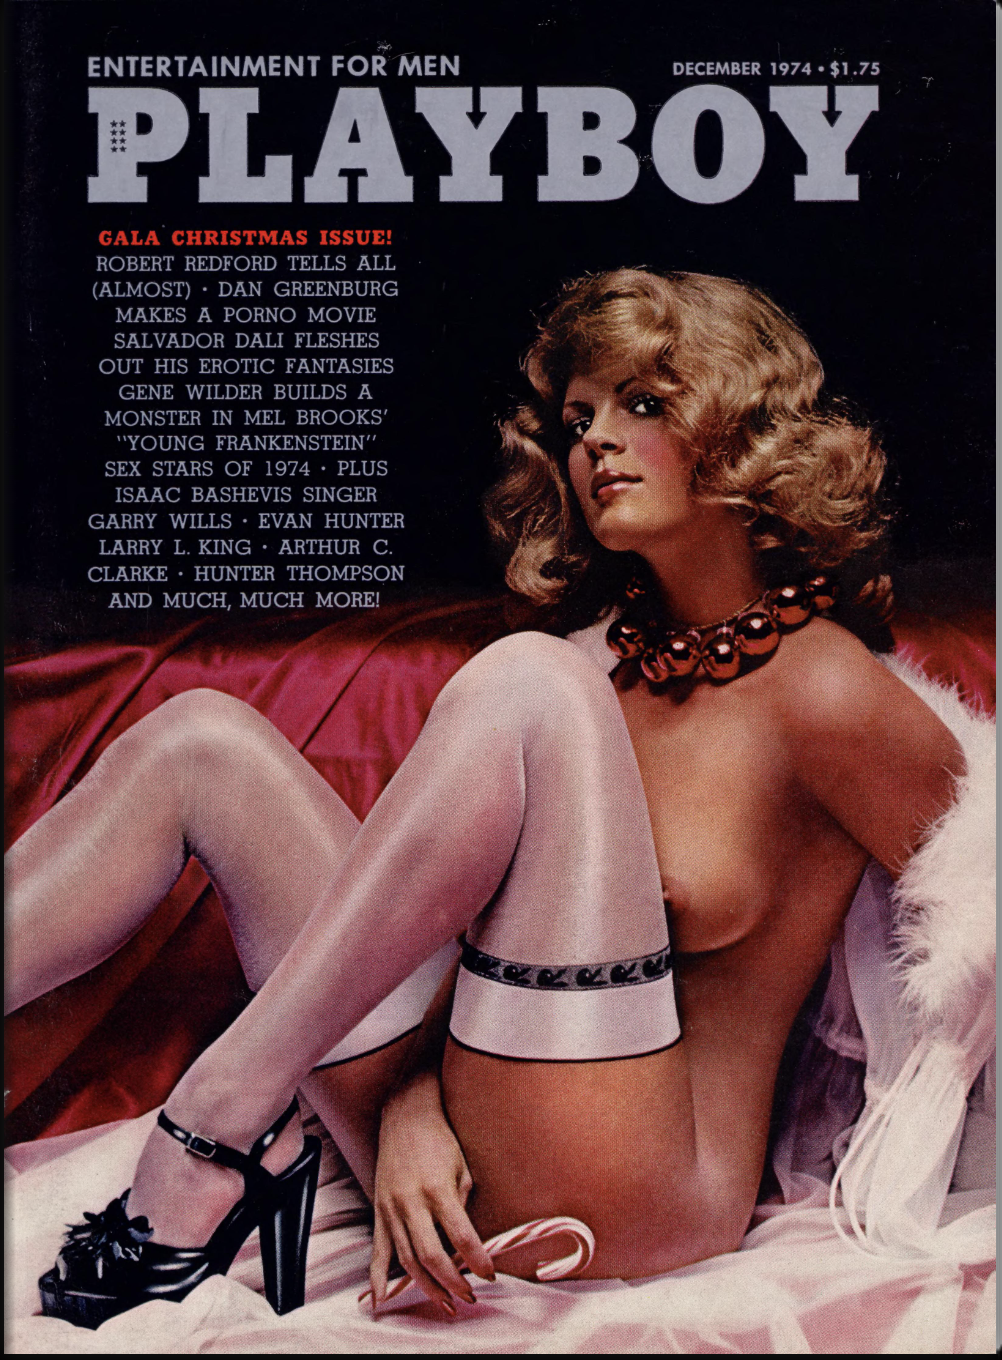 ENTERTAINMENT FOR MEN
DECEMBER 1974 • $1.75
PLAYBOY
GALA CHRISTMAS ISSUE!
ROBERT REDFORD TELLS ALL
(ALMOST) • DAN GREENBURG
MAKES A PORNO MOVIE
SALVADOR DALI FLESHES
OUT HIS EROTIC FANTASIES
GENE WILDER BUILDS A
MONSTER IN MEL BROOKS'
"YOUNG FRANKENSTEIN"
SEX STARS OF 1974 • PLUS
ISAAC BASHEVIS SINGER
GARRY WILLS • EVAN HUNTER
LARRY L. KING • ARTHUR C.
CLARKE • HUNTER THOMPSON
AND MUCH, MUCH MORE!